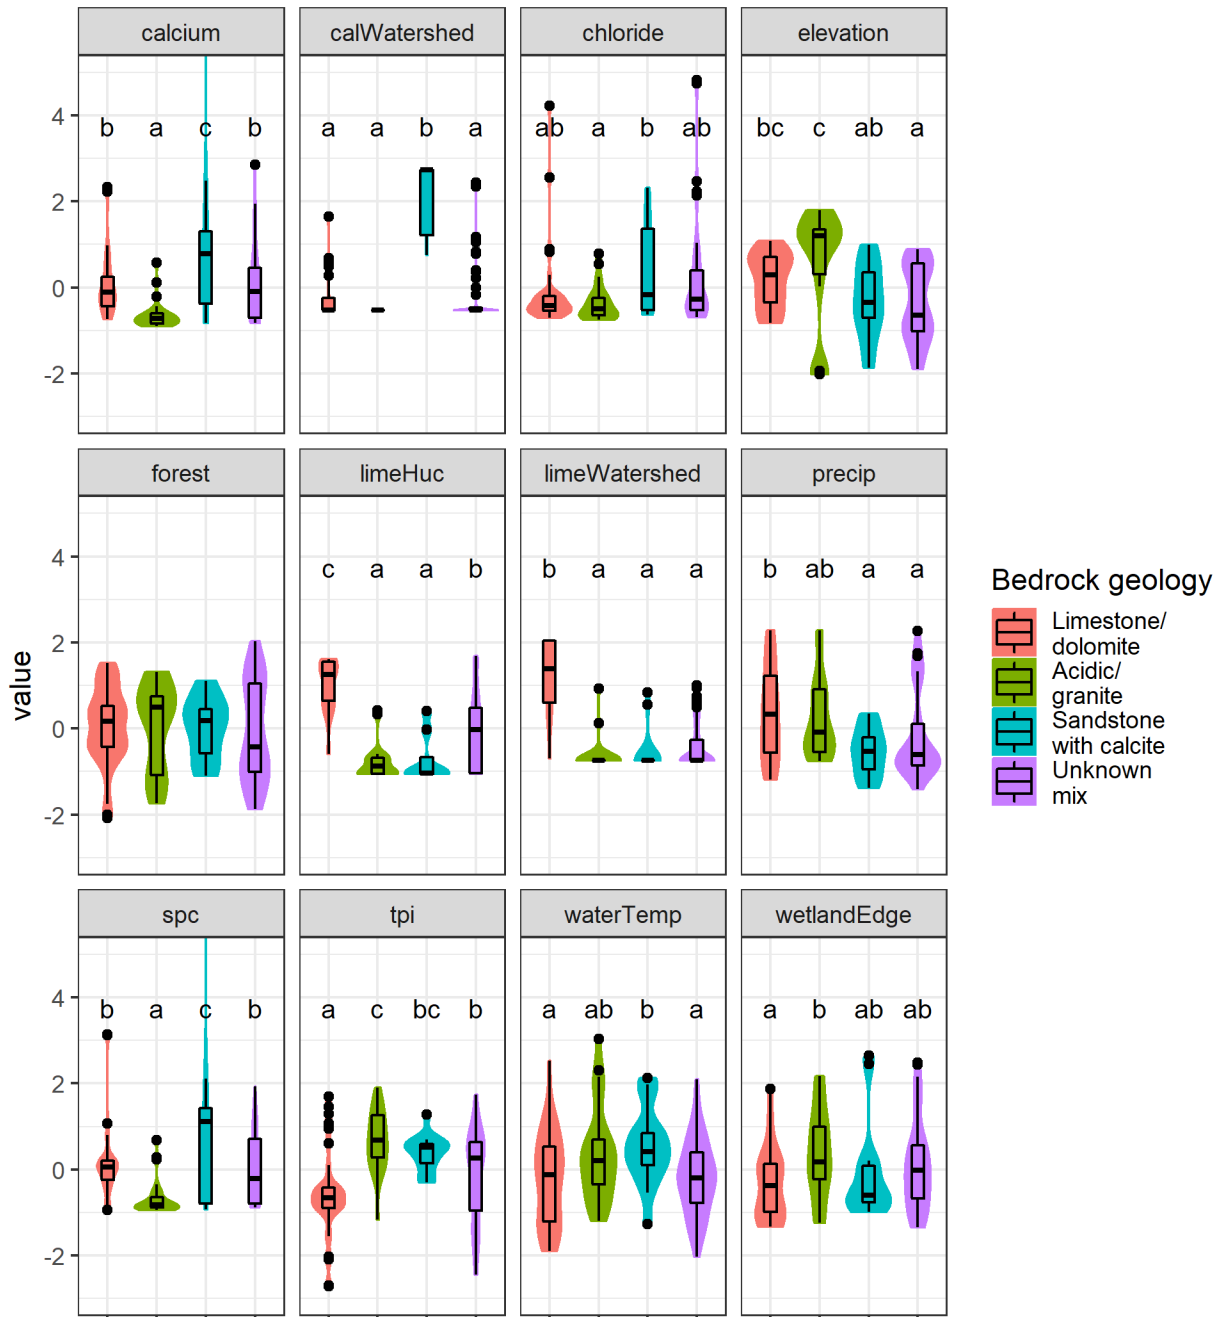 calcium calWatershed chloride elevation
4
b a c b a a b a ab a b ab bc c ab a
2
0
-2
forest limeHuc limeWatershed precip
4
c a a b b a a a b ab a a
2
0
-2
spc tpi waterTemp wetlandEdge
4
b a c b a c bc b a ab b a a b ab ab
2
0
-2
value
Bedrock geology
Limestone/
dolomite
Acidic/
granite
Sandstone
with calcite
Unknown
mix